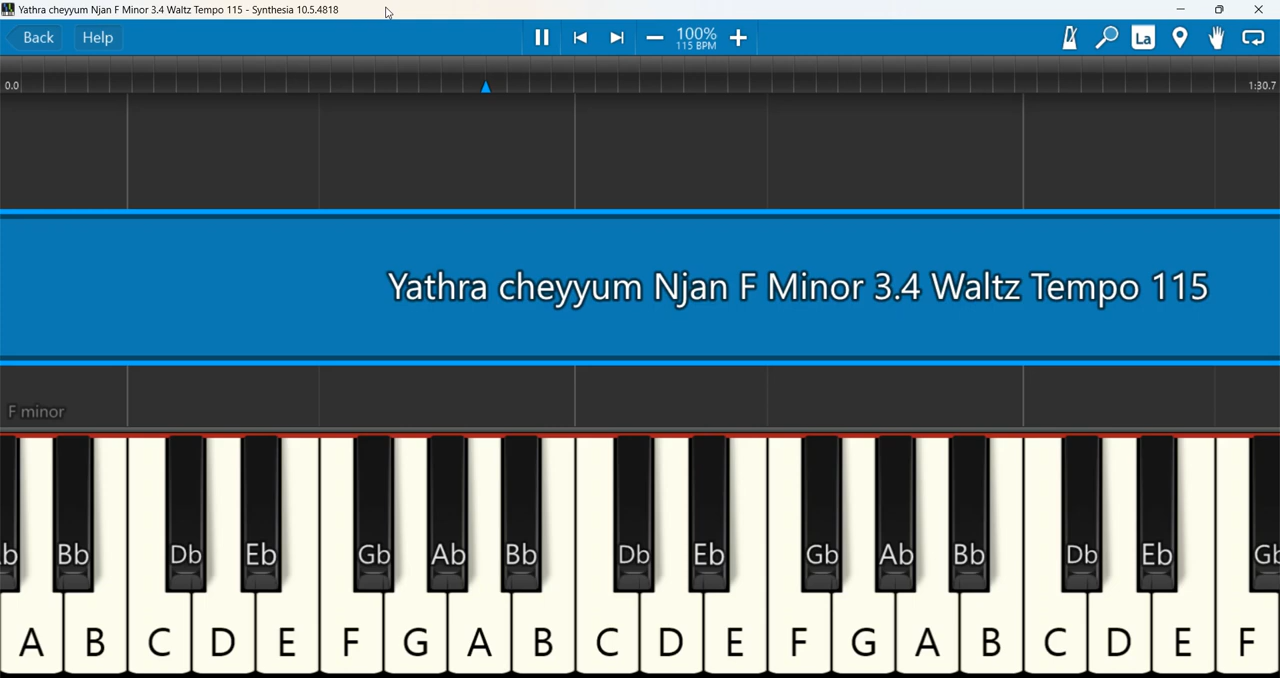 Yathra cheyyum Njan F Minor 3.4 Waltz Tempo 115 - Synthesia 10.5.4818
Back Help 100% La
115 BPM
0.0 1:30.7
Yathra cheyyum Njan F Minor 3.4 Waltz Tempo 115
F minor
Bb Db Eb Gb Ab Bb Db Eb Gb Ab Bb Db Eb
A B C D E F G A B C D E F G A B C D E F